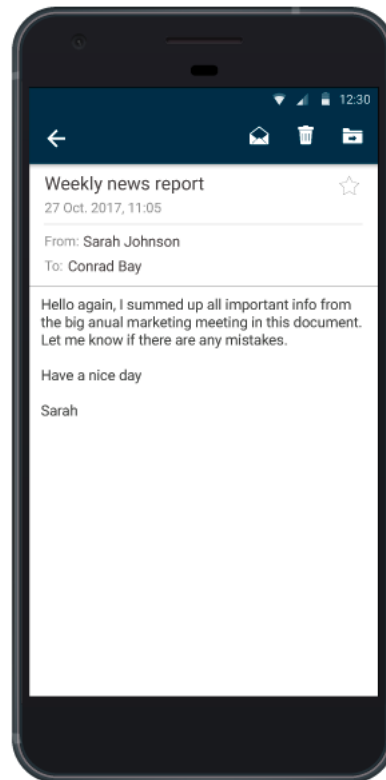 12:30
Weekly news report
27 Oct. 2017, 11:05
From: Sarah Johnson
To: Conrad Bay
Hello again, I summed up all important info from
the big anual marketing meeting in this document.
Let me know if there are any mistakes.
Have a nice day
Sarah